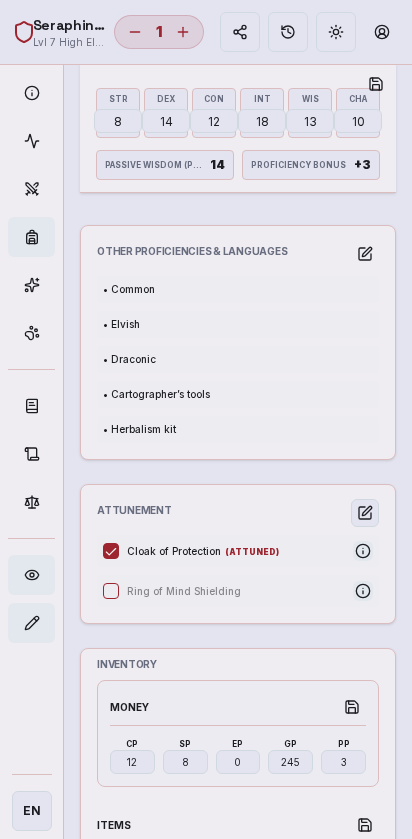 Seraphin...
Lvl 7 High El...
1
STR DEX CON INT WIS CHA
8 14 12 18 13 10
PASSIVE WISDOM (P... 14 PROFICIENCY BONUS +3
OTHER PROFICIENCIES & LANGUAGES
• Common
• Elvish
• Draconic
• Cartographer's tools
• Herbalism kit
ATTUNEMENT
Cloak of Protection (ATTUNED)
Ring of Mind Shielding
INVENTORY
MONEY
CP SP EP GP PP
12 8 0 245 3
ITEMS
EN